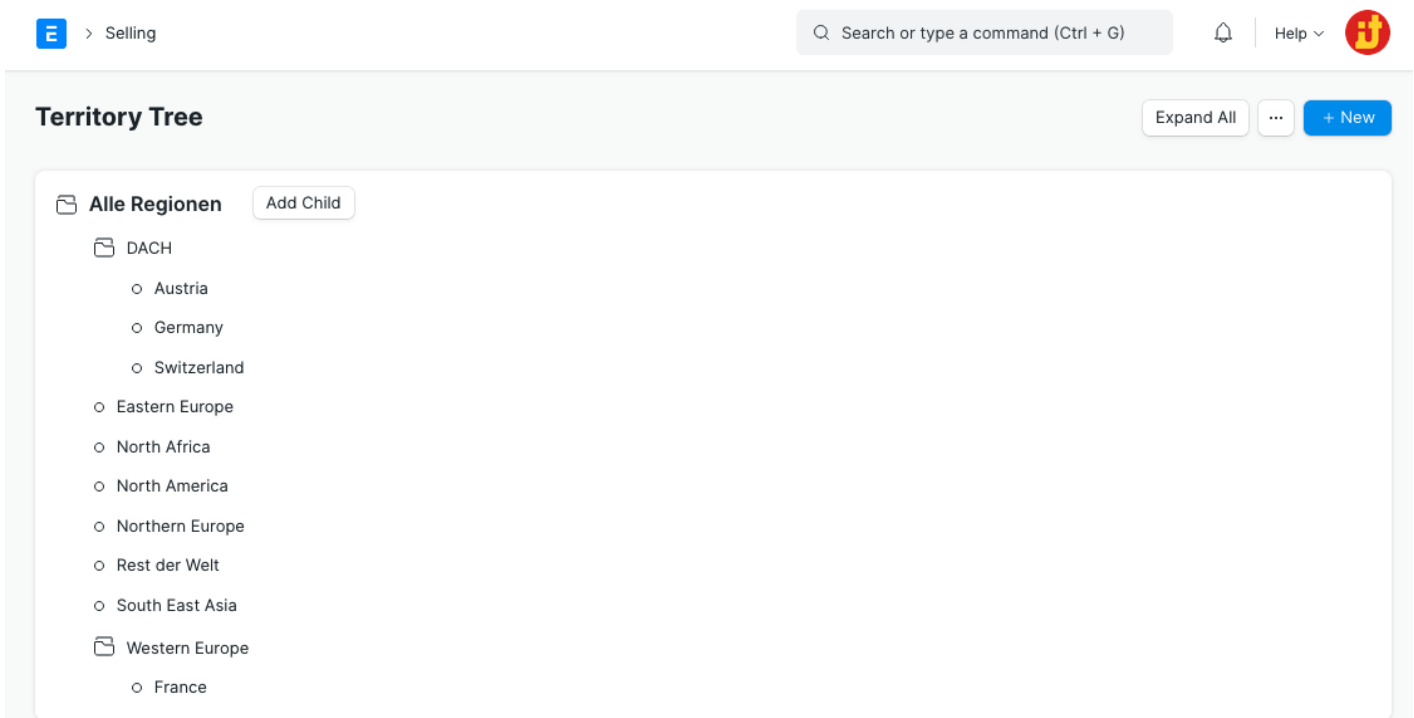 E > Selling Search or type a command (Ctrl + G) Help it
Territory Tree Expand All ... + New
Alle Regionen Add Child
DACH
Austria
Germany
Switzerland
Eastern Europe
North Africa
North America
Northern Europe
Rest der Welt
South East Asia
Western Europe
France